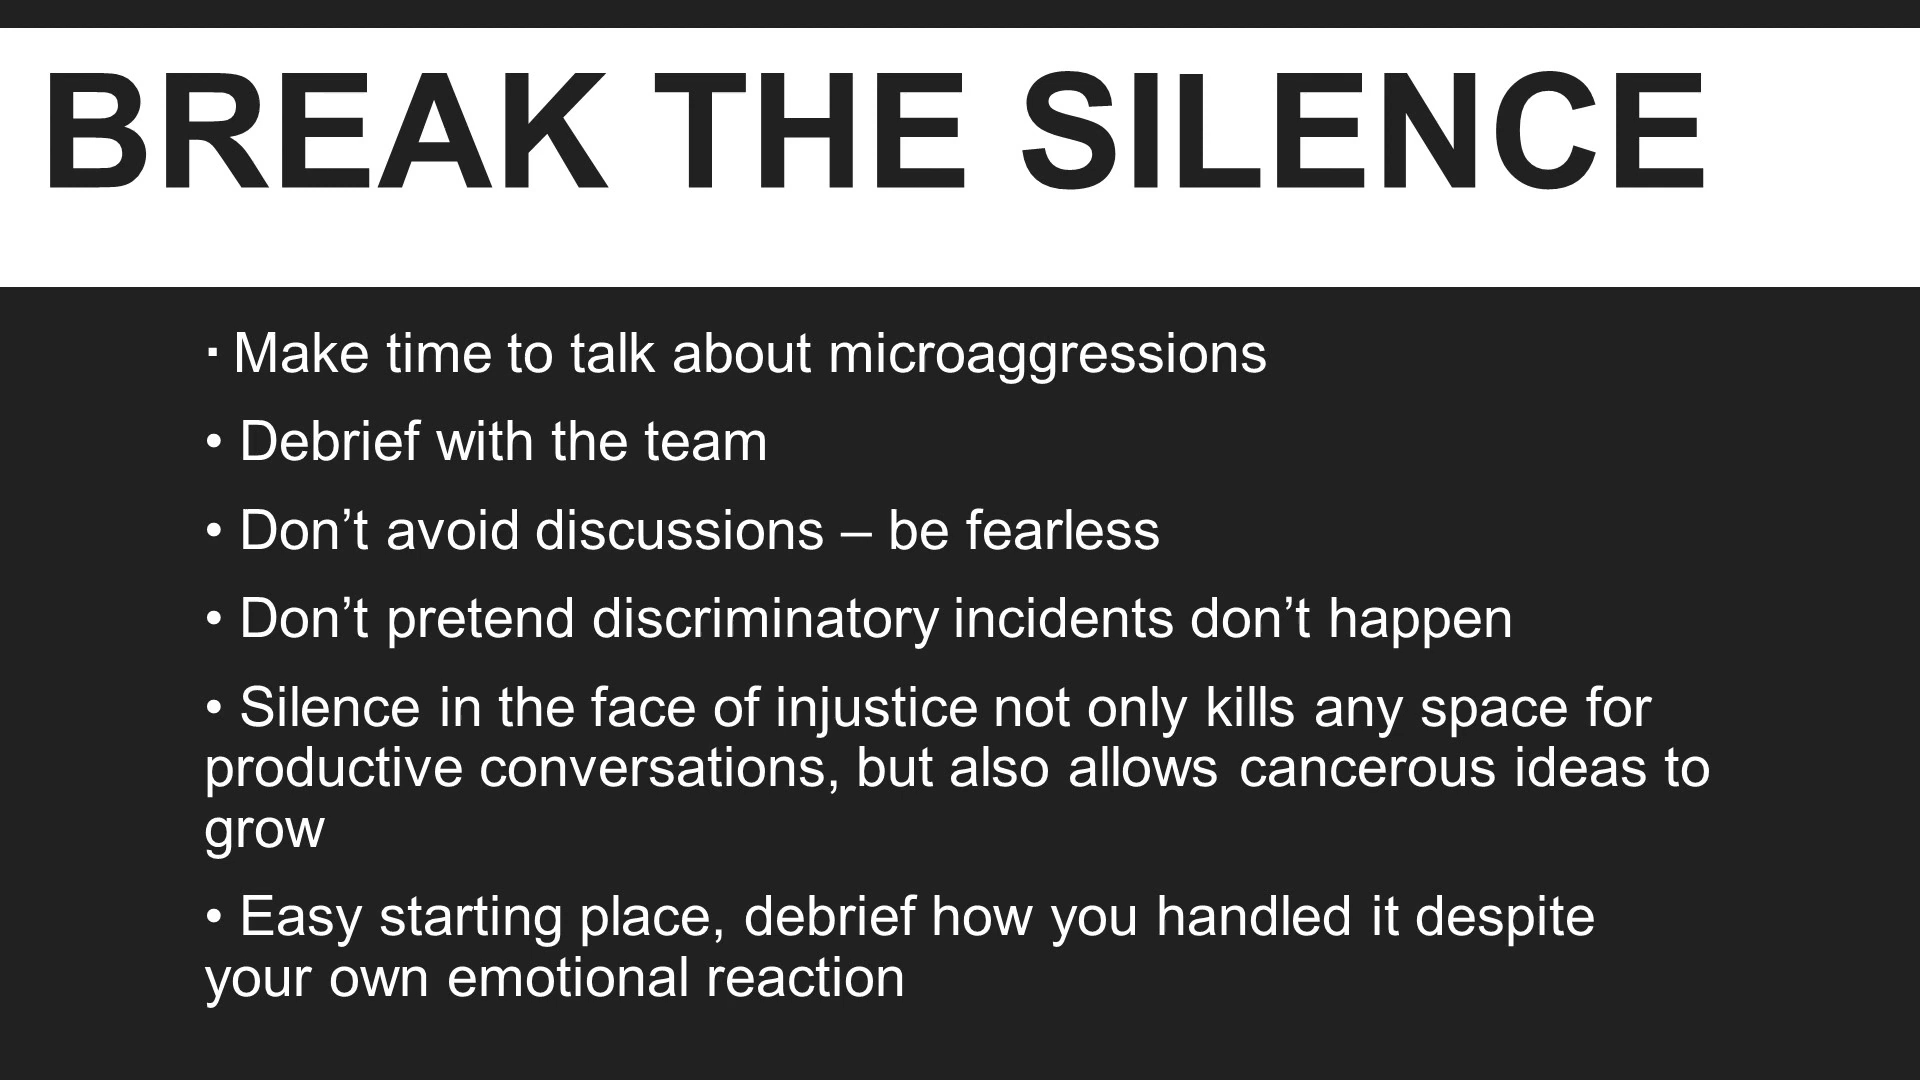 BREAK THE SILENCE
▪ Make time to talk about microaggressions
• Debrief with the team
• Don’t avoid discussions – be fearless
• Don’t pretend discriminatory incidents don’t happen
• Silence in the face of injustice not only kills any space for
productive conversations, but also allows cancerous ideas to
grow
• Easy starting place, debrief how you handled it despite
your own emotional reaction